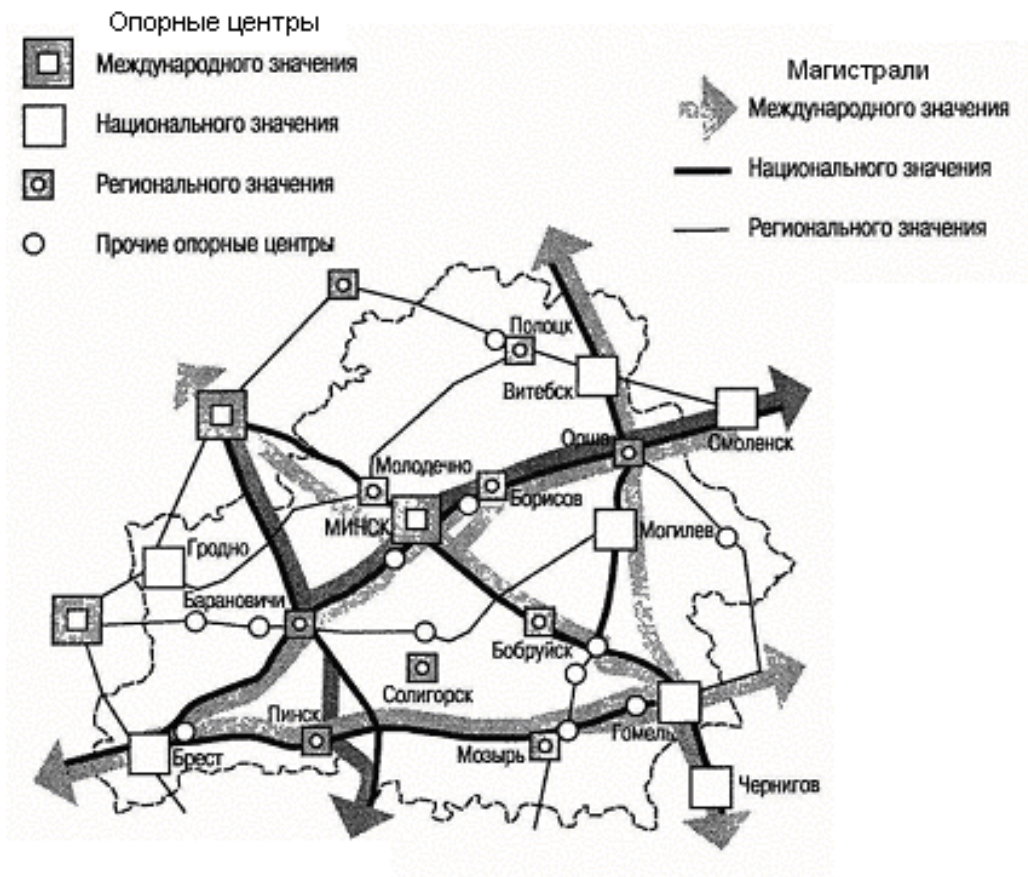 Опорные центры
Международного значения
Национального значения
Регионального значения
Прочие опорные центры
Магистрали
Международного значения
Национального значения
Регионального значения
Полоцк
Витебск
Смоленск
Орша
Молодечно
Борисов
МИНСК
Могилев
Гродно
Барановичи
Бобруйск
Солигорск
Пинск
Гомель
Мозырь
Брест
Чернигов